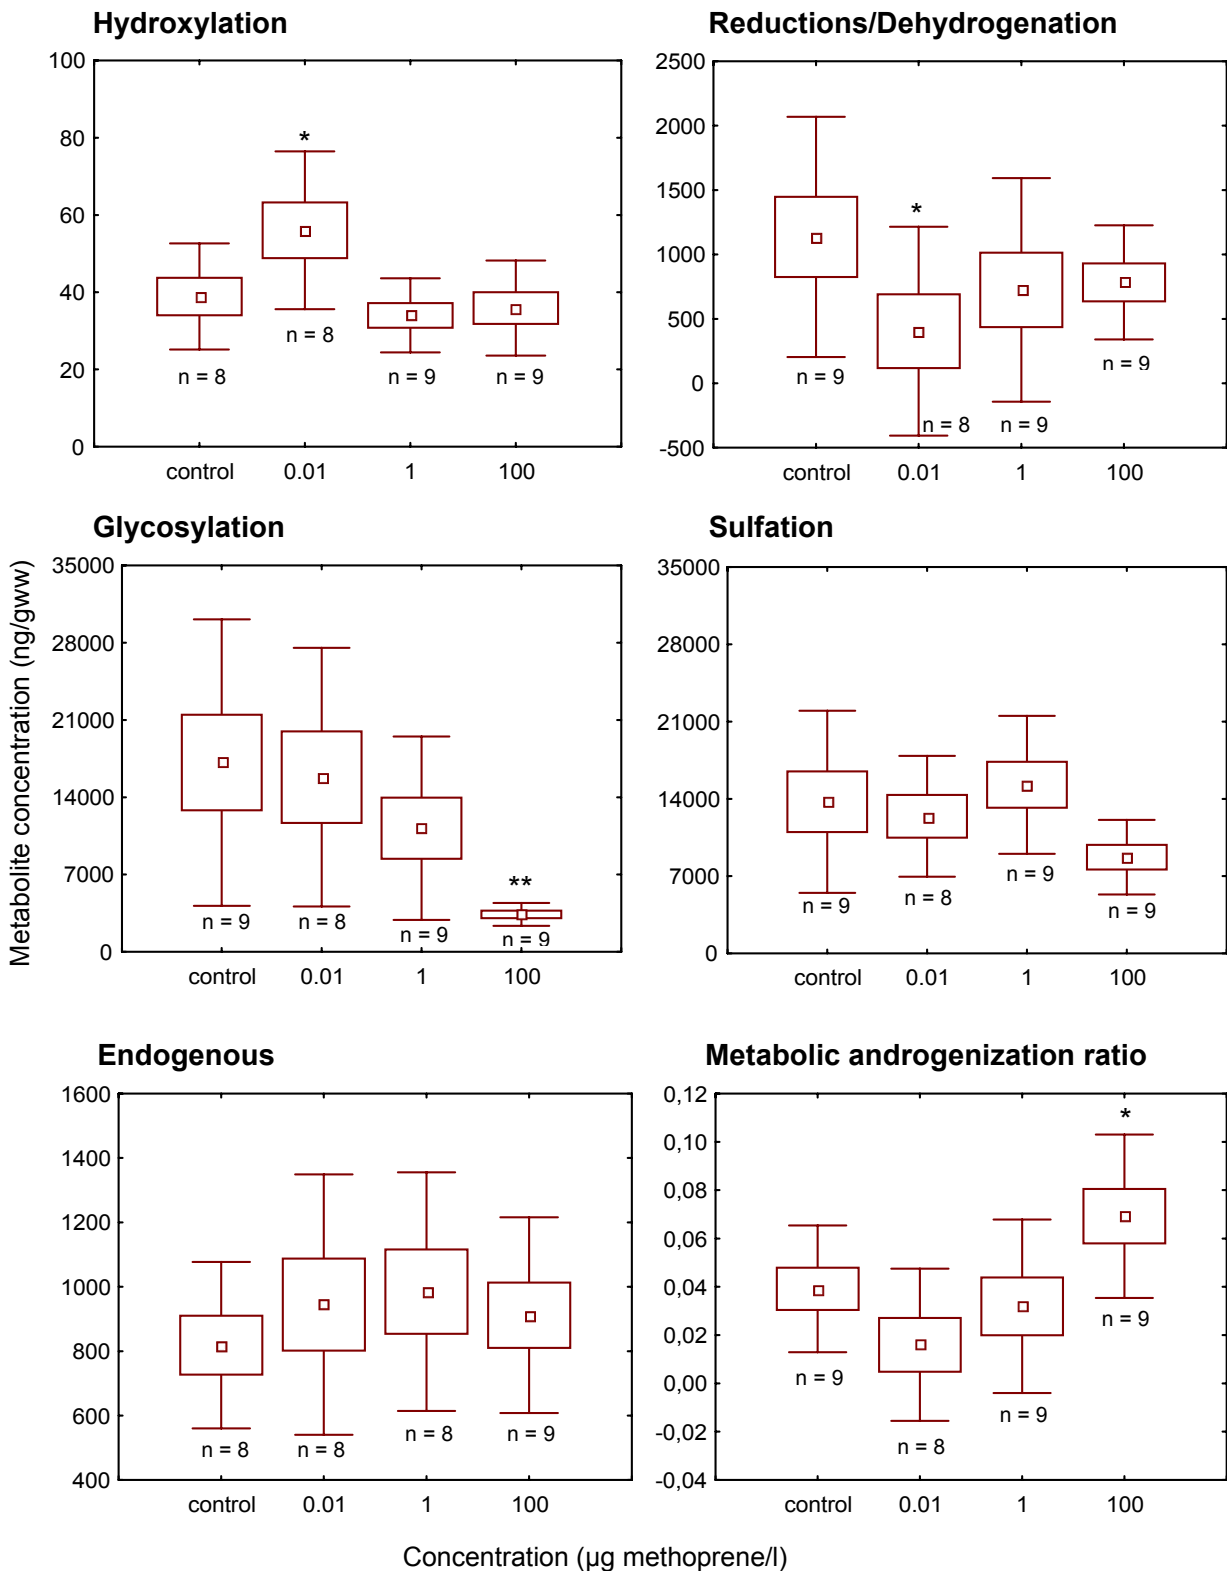 Hydroxylation
100
80
60
40
20
0
*
n = 8
n = 8
n = 9
n = 9
control 0.01 1 100
Reductions/Dehydrogenation
2500
2000
1500
1000
500
0
-500
*
n = 9
n = 8
n = 9
n = 9
control 0.01 1 100
Metabolite concentration (ng/gww)
Glycosylation
35000
28000
21000
14000
7000
0
**
n = 9
n = 8
n = 9
n = 9
control 0.01 1 100
Sulfation
35000
28000
21000
14000
7000
0
n = 9
n = 8
n = 9
n = 9
control 0.01 1 100
Endogenous
1600
1400
1200
1000
800
600
400
n = 8
n = 8
n = 8
n = 9
control 0.01 1 100
Metabolic androgenization ratio
0,12
0,10
0,08
0,06
0,04
0,02
0,00
-0,02
-0,04
*
n = 9
n = 8
n = 9
n = 9
control 0.01 1 100
Concentration (µg methoprene/l)